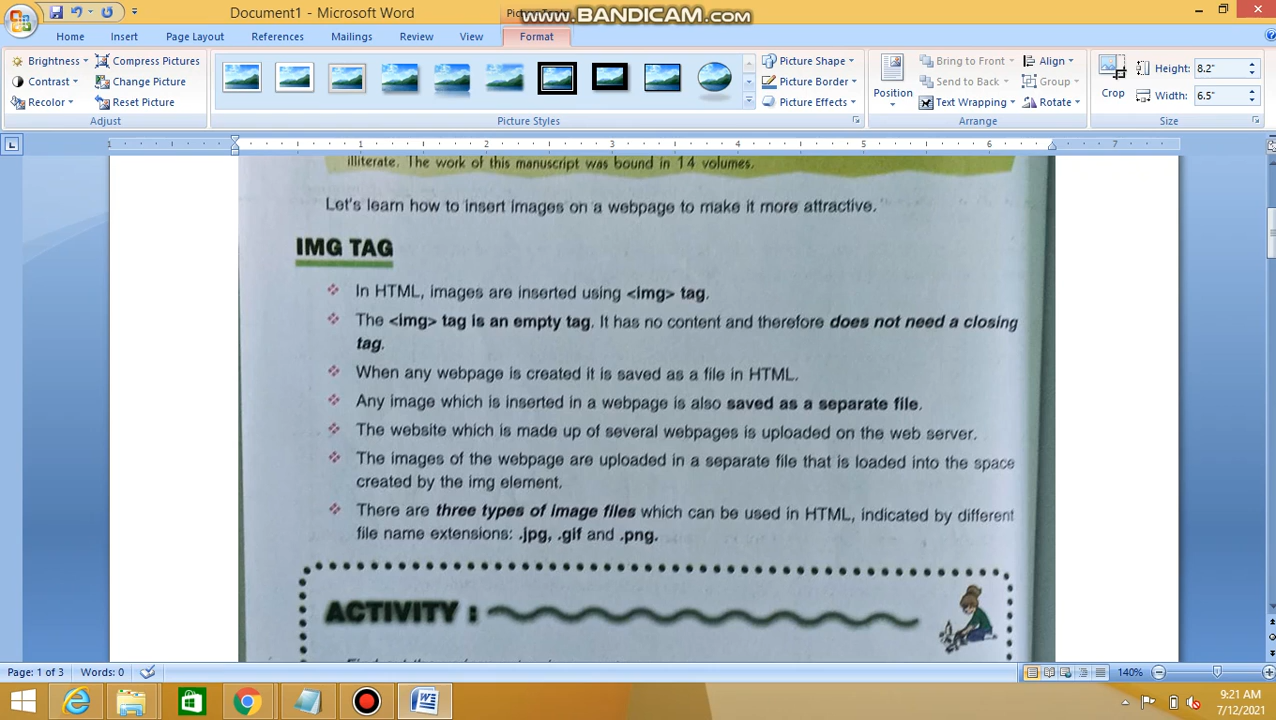 Document1 - Microsoft Word
Picture Tools
www.BANDICAM.com
Home Insert Page Layout References Mailings Review View Format
Brightness Compress Pictures Picture Shape Position Bring to Front Align Crop Height: 8.2"
Contrast Change Picture Picture Border Send to Back Group Width: 6.5"
Recolor Reset Picture Picture Effects Text Wrapping Rotate
Adjust Picture Styles Arrange Size
1 1 2 3 4 5 6 7
illiterate. The work of this manuscript was bound in 14 volumes.
Let's learn how to insert images on a webpage to make it more attractive.
IMG TAG
In HTML, images are inserted using <img> tag.
The <img> tag is an empty tag. It has no content and therefore does not need a closing
tag.
When any webpage is created it is saved as a file in HTML.
Any image which is inserted in a webpage is also saved as a separate file.
The website which is made up of several webpages is uploaded on the web server.
The images of the webpage are uploaded in a separate file that is loaded into the space
created by the img element.
There are three types of image files which can be used in HTML, indicated by different
file name extensions: .jpg, .gif and .png.
ACTIVITY :
Page: 1 of 3 Words: 0 140%
9:21 AM
7/12/2021